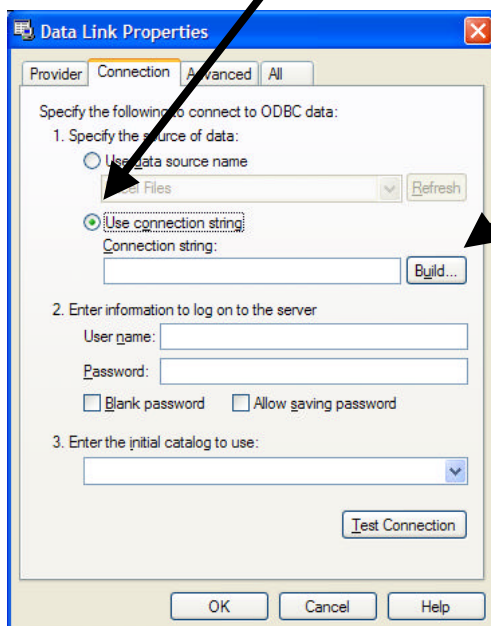 Data Link Properties
Provider Connection Advanced All
Specify the following to connect to ODBC data:
1. Specify the source of data:
Use data source name
Files
Refresh
Use connection string
Connection string:
Build...
2. Enter information to log on to the server
User name:
Password:
Blank password Allow saving password
3. Enter the initial catalog to use:
Test Connection
OK Cancel Help